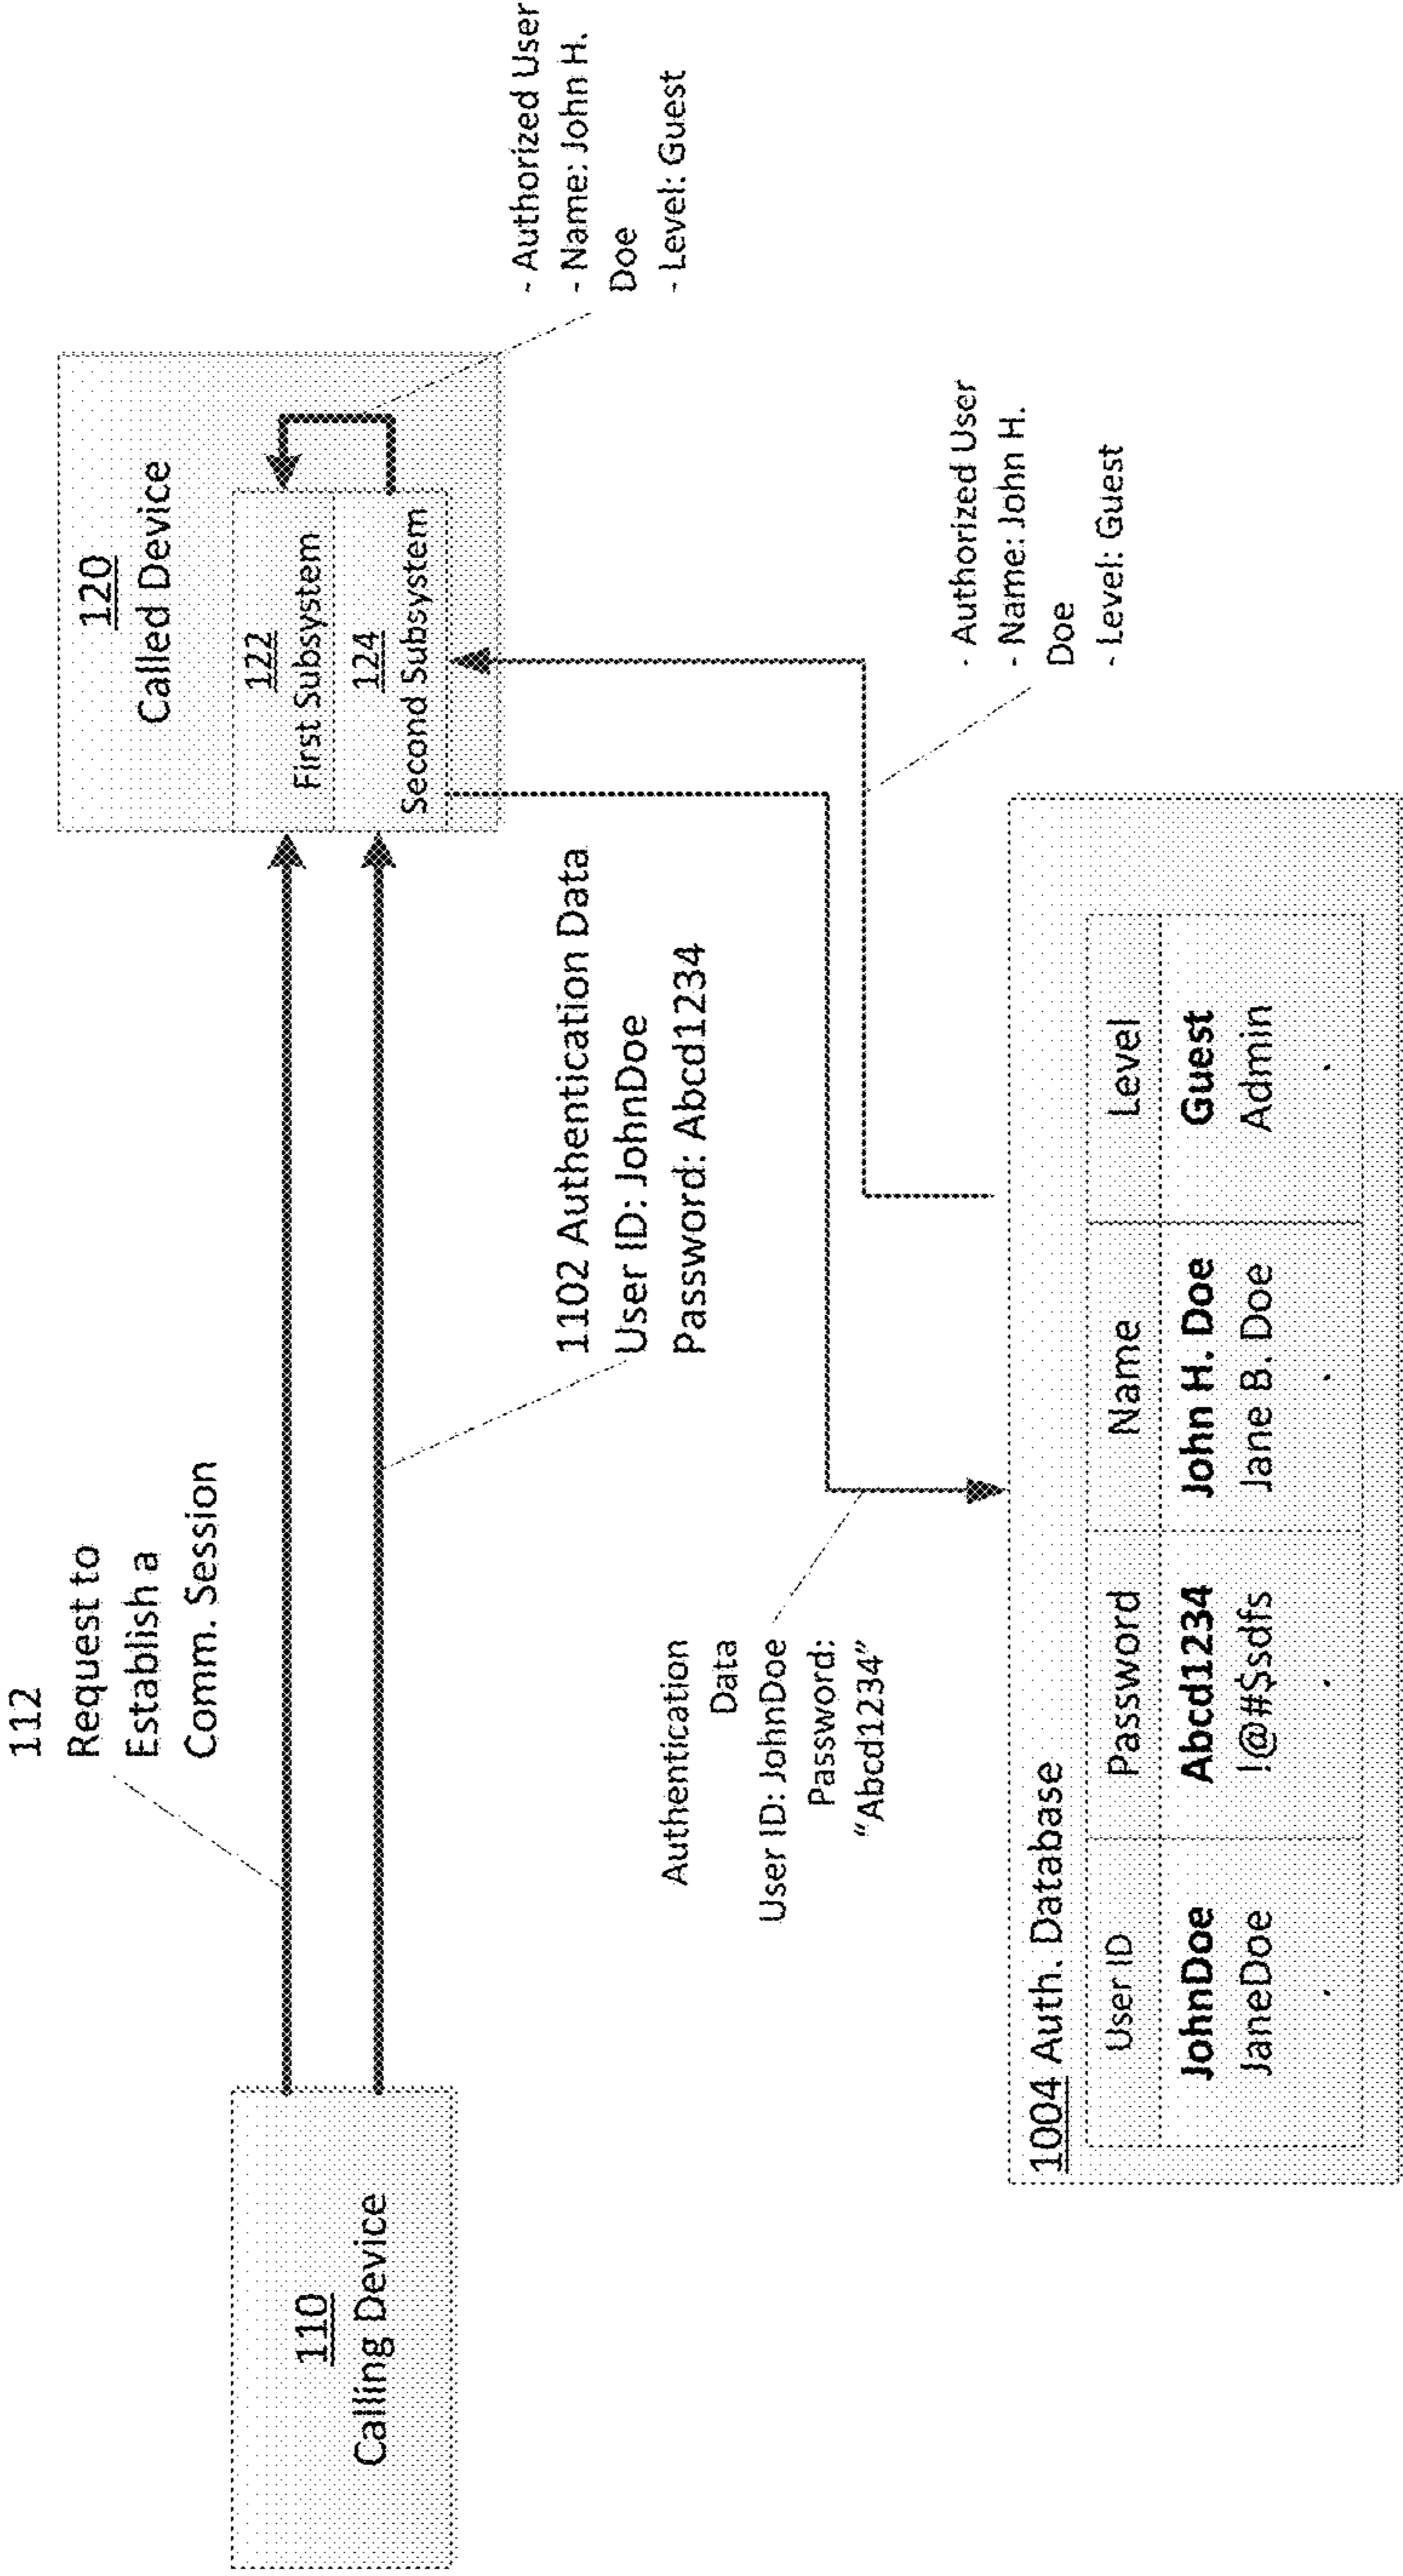 112
Request to
Establish a
Comm. Session
110
Calling Device
120
Called Device
122
First Subsystem
124
Second Subsystem
- Authorized User
- Name: John H.
Doe
- Level: Guest
1102 Authentication Data
User ID: JohnDoe
Password: Abcd1234
Authentication
Data
User ID: JohnDoe
Password:
“Abcd1234”
- Authorized User
- Name: John H.
Doe
- Level: Guest
1004 Auth. Database
User ID Password Name Level
JohnDoe Abcd1234 John H. Doe Guest
JaneDoe !@#$sdfs Jane B. Doe Admin
. . . .